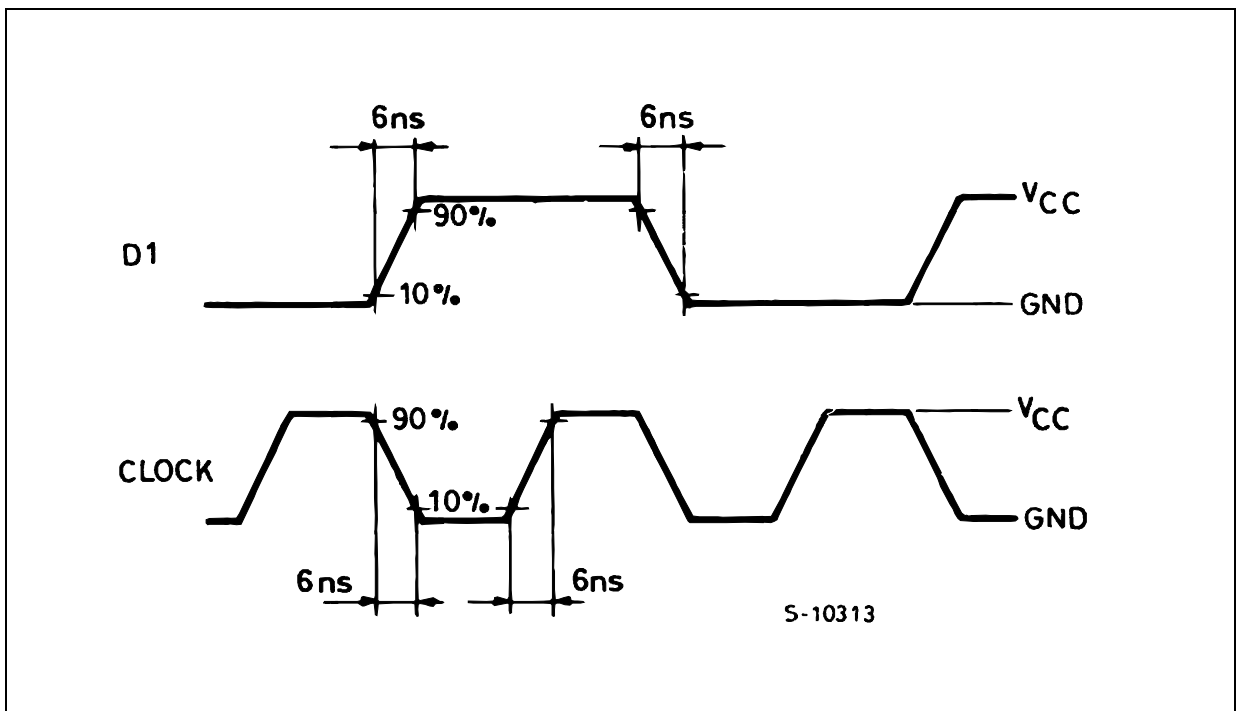 6ns 6ns
90% VCC
D1
10% GND
90% VCC
CLOCK
10% GND
6ns 6ns
S-10313